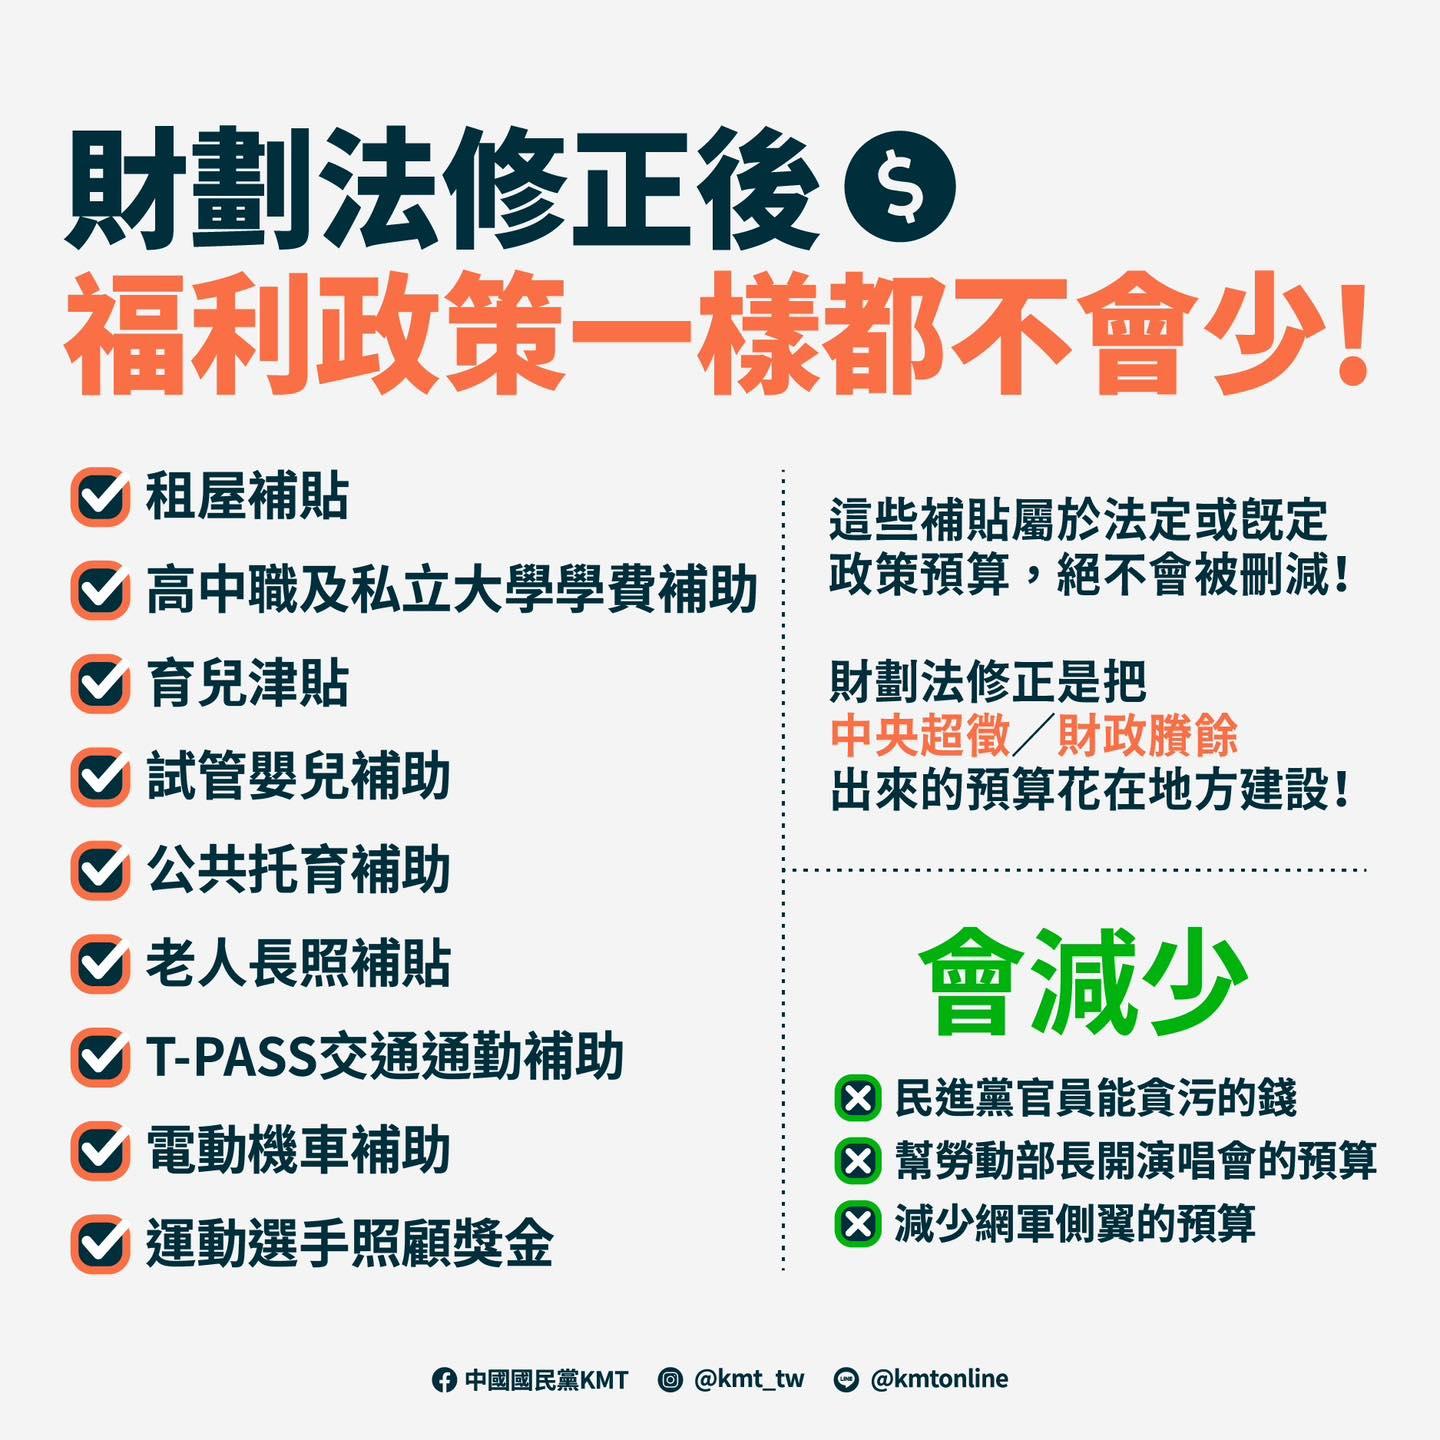 財劃法修正後
福利政策一樣都不會少！
租屋補貼
高中職及私立大學學費補助
育兒津貼
試管嬰兒補助
公共托育補助
老人長照補貼
T-PASS交通通勤補助
電動機車補助
運動選手照顧獎金
這些補貼屬於法定或旣定
政策預算，絕不會被刪減！
財劃法修正是把
中央超徵／財政賸餘
出來的預算花在地方建設！
會減少
民進黨官員能貪污的錢
幫勞動部長開演唱會的預算
減少網軍側翼的預算
中國國民黨KMT @kmt_tw LINE @kmtonline